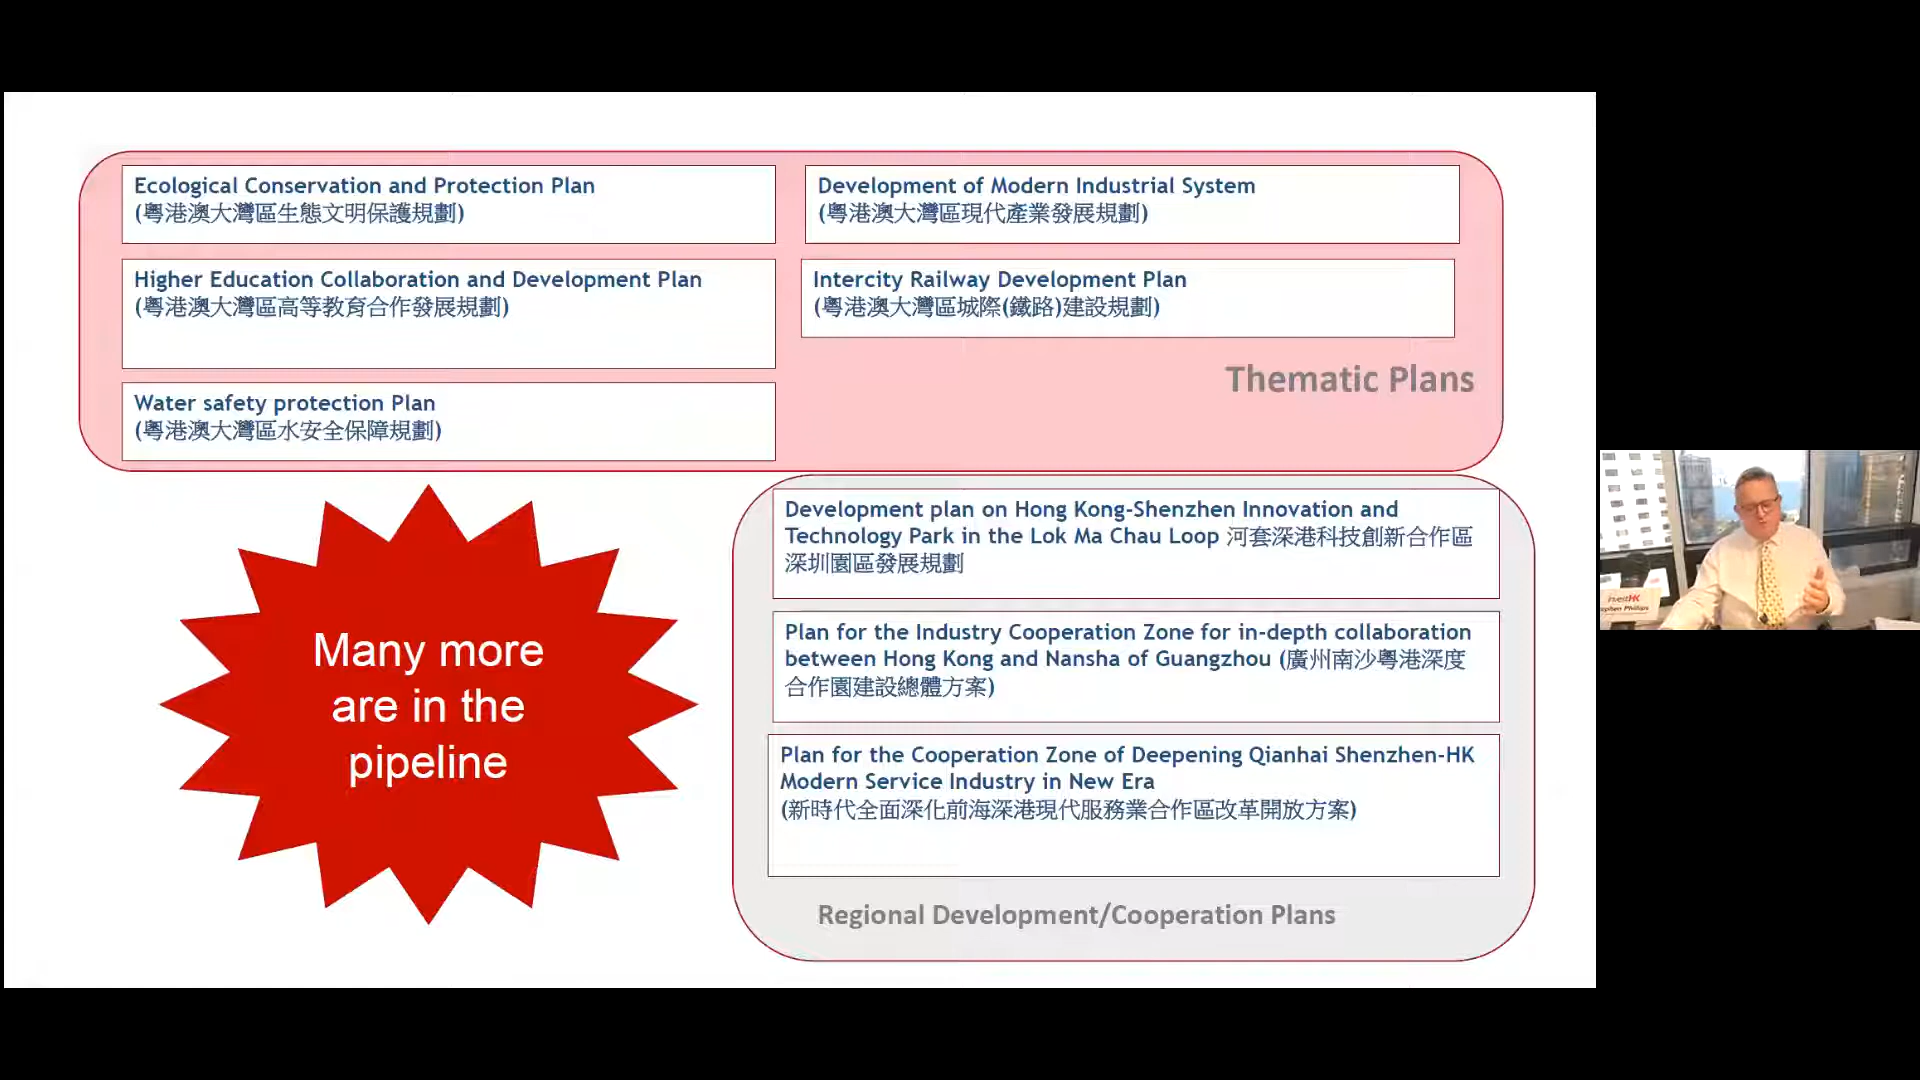 Ecological Conservation and Protection Plan
(粵港澳大灣區生態文明保護規劃)
Development of Modern Industrial System
(粵港澳大灣區現代產業發展規劃)
Higher Education Collaboration and Development Plan
(粵港澳大灣區高等教育合作發展規劃)
Intercity Railway Development Plan
(粵港澳大灣區城際(鐵路)建設規劃)
Thematic Plans
Water safety protection Plan
(粵港澳大灣區水安全保障規劃)
Many more
are in the
pipeline
Development plan on Hong Kong-Shenzhen Innovation and
Technology Park in the Lok Ma Chau Loop 河套深港科技創新合作區
深圳園區發展規劃
Plan for the Industry Cooperation Zone for in-depth collaboration
between Hong Kong and Nansha of Guangzhou (廣州南沙粵港深度
合作園建設總體方案)
Plan for the Cooperation Zone of Deepening Qianhai Shenzhen-HK
Modern Service Industry in New Era
(新時代全面深化前海深港現代服務業合作區改革開放方案)
Regional Development/Cooperation Plans
investHK
Stephen Phillips